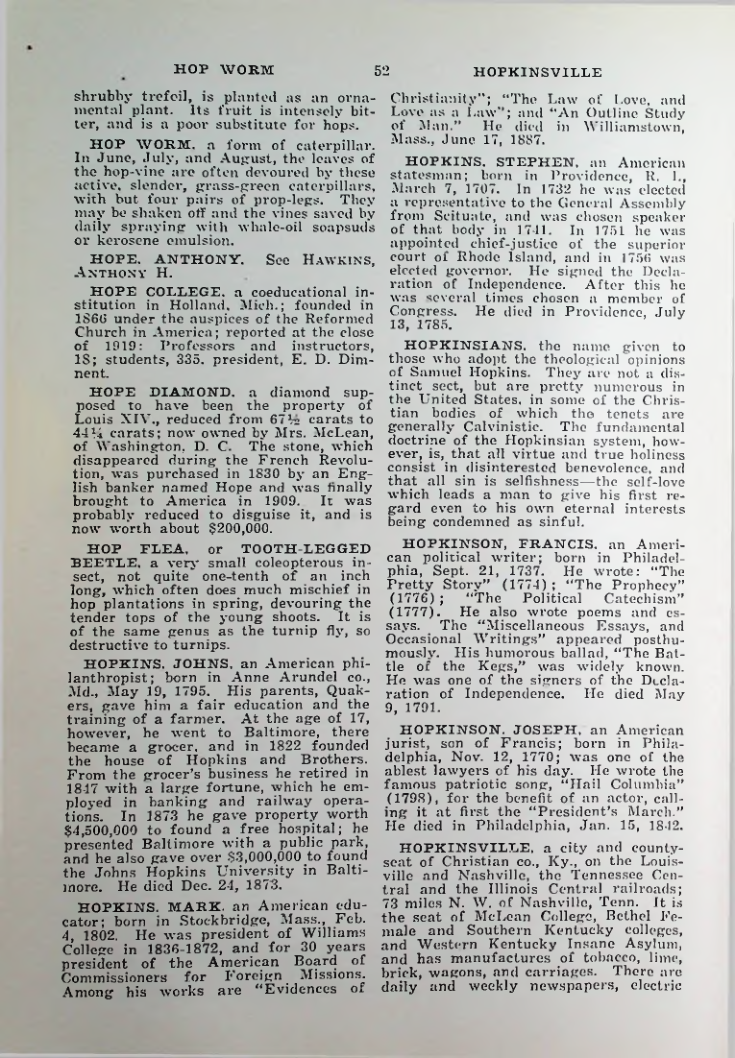 HOP WORM 52 HOPKINSVILLE
shrubby trefoil, is planted as an orna-
mental plant. Its fruit is intensely bit-
ter, and is a poor substitute for hops.
HOP WORM, a form of caterpillar.
In June, July, and August, the leaves of
the hop-vine are often devoured by these
active, slender, grass-green caterpillars,
with but four pairs of prop-legs. They
may be shaken off and the vines saved by
daily spraying with whale-oil soapsuds
or kerosene emulsion.
HOPE, ANTHONY. See HAWKINS,
ANTHONY H.
HOPE COLLEGE, a coeducational in-
stitution in Holland, Mich.; founded in
1866 under the auspices of the Reformed
Church in America; reported at the close
of 1919: Professors and instructors,
18; students, 335. president, E. D. Dim-
nent.
HOPE DIAMOND, a diamond sup-
posed to have been the property of
Louis XIV., reduced from 67½ carats to
44¼ carats; now owned by Mrs. McLean,
of Washington, D. C. The stone, which
disappeared during the French Revolu-
tion, was purchased in 1830 by an Eng-
lish banker named Hope and was finally
brought to America in 1909. It was
probably reduced to disguise it, and is
now worth about $200,000.
HOP FLEA, or TOOTH-LEGGED
BEETLE, a very small coleopterous in-
sect, not quite one-tenth of an inch
long, which often does much mischief in
hop plantations in spring, devouring the
tender tops of the young shoots. It is
of the same genus as the turnip fly, so
destructive to turnips.
HOPKINS, JOHNS, an American phi-
lanthropist; born in Anne Arundel co.,
Md., May 19, 1795. His parents, Quak-
ers, gave him a fair education and the
training of a farmer. At the age of 17,
however, he went to Baltimore, there
became a grocer, and in 1822 founded
the house of Hopkins and Brothers.
From the grocer's business he retired in
1847 with a large fortune, which he em-
ployed in banking and railway opera-
tions. In 1873 he gave property worth
$4,500,000 to found a free hospital; he
presented Baltimore with a public park,
and he also gave over $3,000,000 to found
the Johns Hopkins University in Balti-
more. He died Dec. 24, 1873.
HOPKINS, MARK, an American edu-
cator; born in Stockbridge, Mass., Feb.
4, 1802. He was president of Williams
College in 1836-1872, and for 30 years
president of the American Board of
Commissioners for Foreign Missions.
Among his works are "Evidences of
Christianity"; "The Law of Love, and
Love as a Law"; and "An Outline Study
of Man." He died in Williamstown,
Mass., June 17, 1887.
HOPKINS, STEPHEN, an American
statesman; born in Providence, R. I.,
March 7, 1707. In 1732 he was elected
a representative to the General Assembly
from Scituate, and was chosen speaker
of that body in 1741. In 1751 he was
appointed chief-justice of the superior
court of Rhode Island, and in 1756 was
elected governor. He signed the Decla-
ration of Independence. After this he
was several times chosen a member of
Congress. He died in Providence, July
13, 1785.
HOPKINSIANS, the name given to
those who adopt the theological opinions
of Samuel Hopkins. They are not a dis-
tinct sect, but are pretty numerous in
the United States, in some of the Chris-
tian bodies of which the tenets are
generally Calvinistic. The fundamental
doctrine of the Hopkinsian system, how-
ever, is, that all virtue and true holiness
consist in disinterested benevolence, and
that all sin is selfishness—the self-love
which leads a man to give his first re-
gard even to his own eternal interests
being condemned as sinful.
HOPKINSON, FRANCIS, an Ameri-
can political writer; born in Philadel-
phia, Sept. 21, 1737. He wrote: "The
Pretty Story" (1774); "The Prophecy"
(1776); "The Political Catechism"
(1777). He also wrote poems and es-
says. The "Miscellaneous Essays, and
Occasional Writings" appeared posthu-
mously. His humorous ballad, "The Bat-
tle of the Kegs," was widely known.
He was one of the signers of the Decla-
ration of Independence. He died May
9, 1791.
HOPKINSON, JOSEPH, an American
jurist, son of Francis; born in Phila-
delphia, Nov. 12, 1770; was one of the
ablest lawyers of his day. He wrote the
famous patriotic song, "Hail Columbia"
(1798), for the benefit of an actor, call-
ing it at first the "President's March."
He died in Philadelphia, Jan. 15, 1842.
HOPKINSVILLE, a city and county-
seat of Christian co., Ky., on the Louis-
ville and Nashville, the Tennessee Cen-
tral and the Illinois Central railroads;
73 miles N. W. of Nashville, Tenn. It is
the seat of McLean College, Bethel Fe-
male and Southern Kentucky colleges,
and Western Kentucky Insane Asylum,
and has manufactures of tobacco, lime,
brick, wagons, and carriages. There are
daily and weekly newspapers, electric